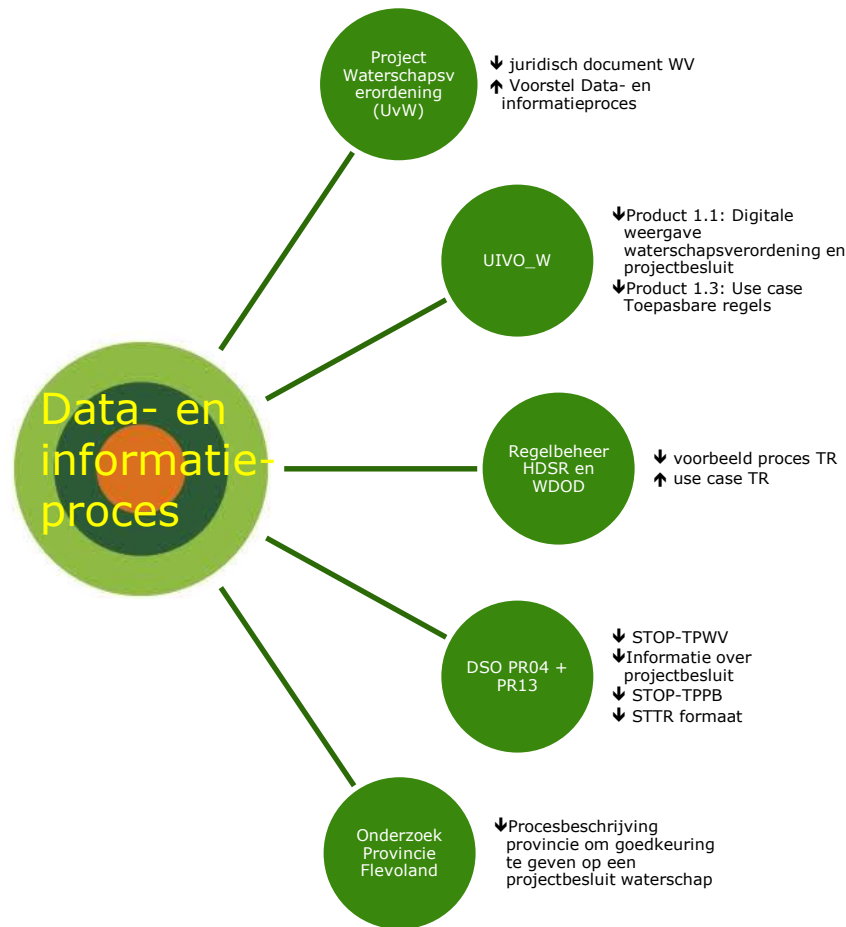 Project
Waterschapsv
erordening
(UvW)
🡻 juridisch document WV
🡹 Voorstel Data- en
informatieproces
UIVO_W
🡻Product 1.1: Digitale
weergave
waterschapsverordening en
projectbesluit
🡻Product 1.3: Use case
Toepasbare regels
Data- en
informatie-
proces
Regelbeheer
HDSR en
WDOD
🡻 voorbeeld proces TR
🡹 use case TR
DSO PR04 +
PR13
🡻 STOP-TPWV
🡻Informatie over
projectbesluit
🡻 STOP-TPPB
🡻 STTR formaat
Onderzoek
Provincie
Flevoland
🡻Procesbeschrijving
provincie om goedkeuring
te geven op een
projectbesluit waterschap